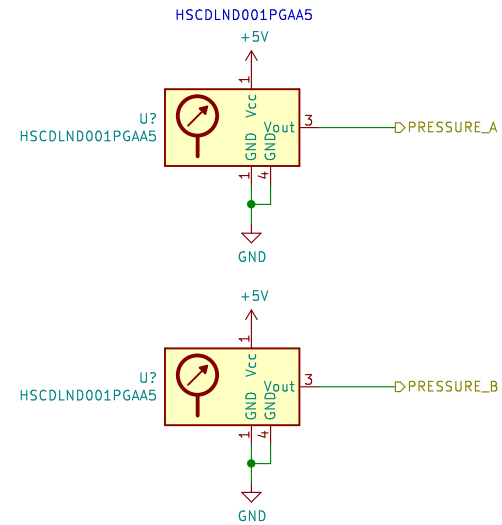 HSCDLND001PGAA5
+5V
1
Vcc
U?
HSCDLND001PGAA5
Vout
3
PRESSURE_A
GND
GND
1
4
GND
+5V
1
Vcc
U?
HSCDLND001PGAA5
Vout
3
PRESSURE_B
GND
GND
1
4
GND